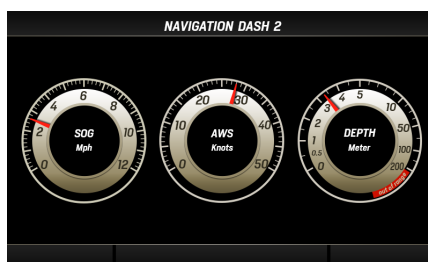 NAVIGATION DASH 2
0 2 4 6 8 10 12
SOG
Mph
0 10 20 30 40 50
AWS
Knots
0 0.5 1 2 3 4 5 10 50 100 200
DEPTH
Meter
out of range